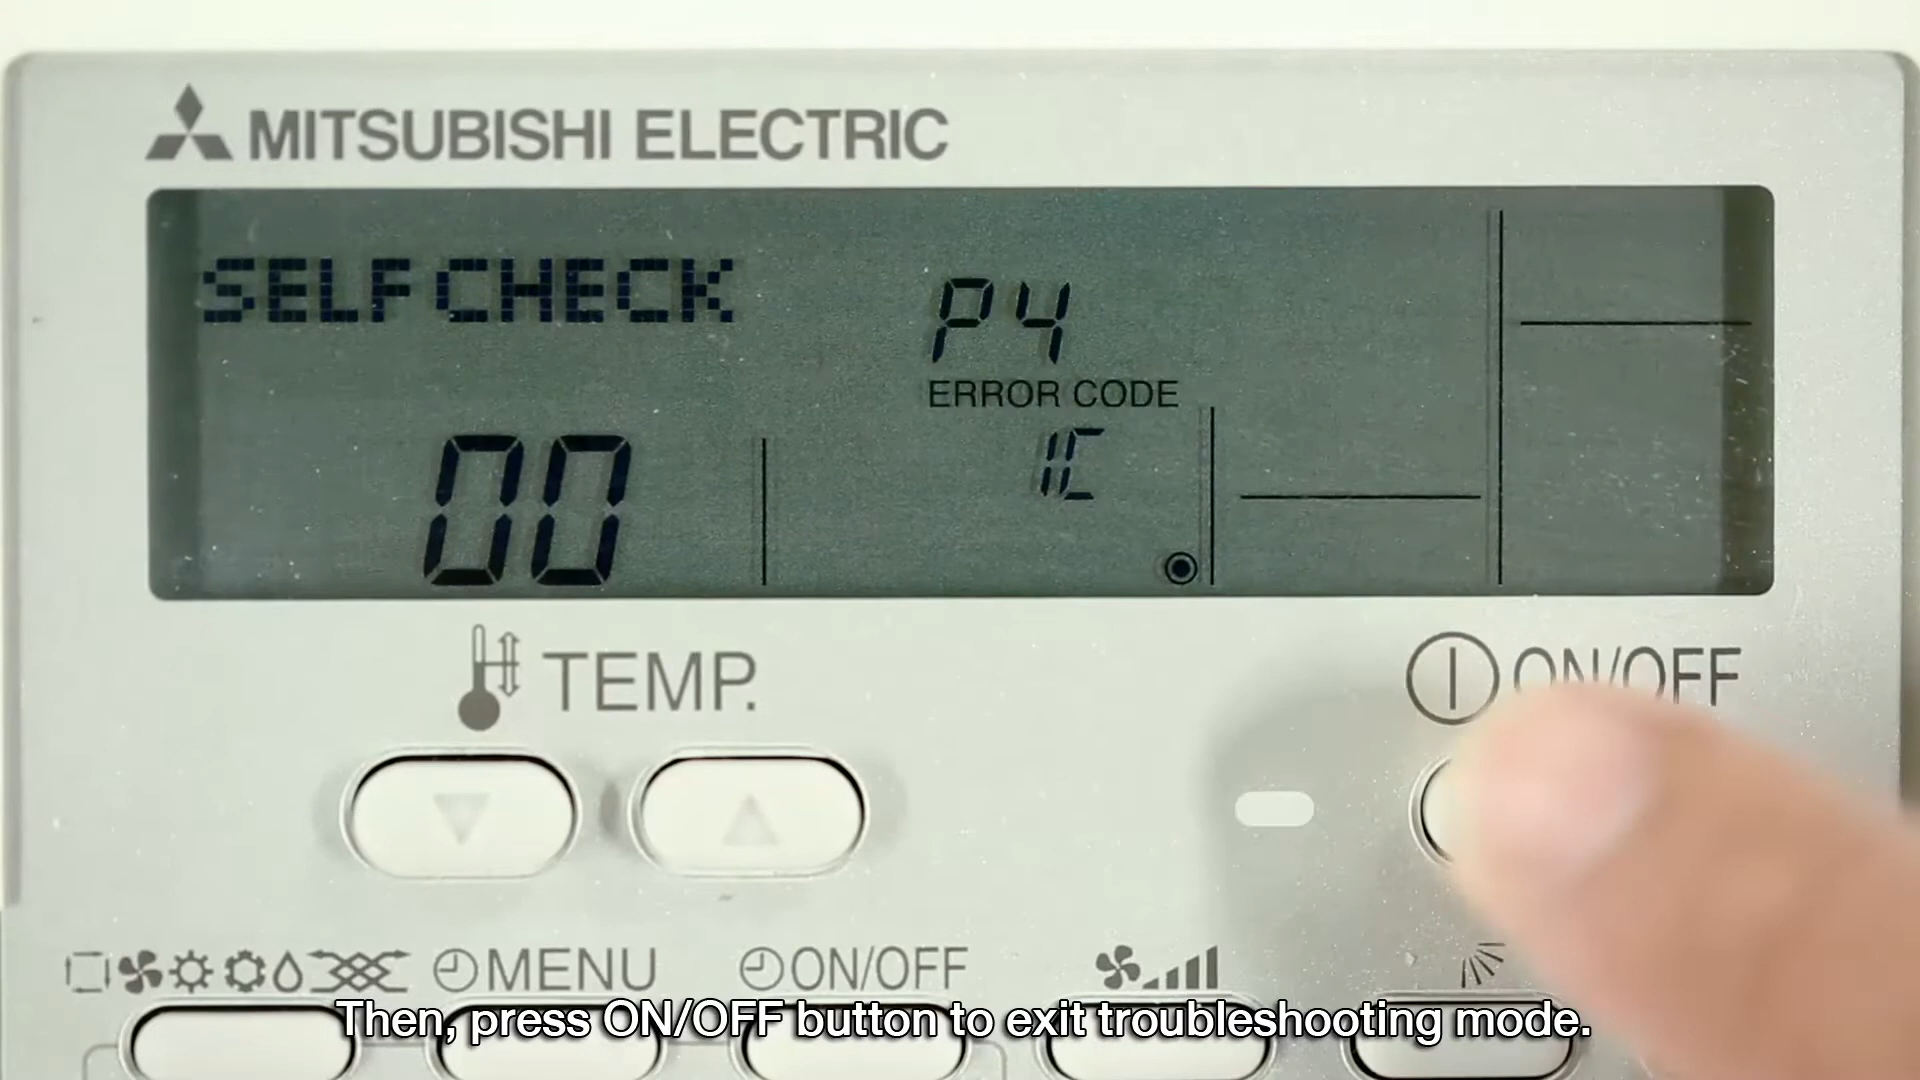 MITSUBISHI ELECTRIC
SELF CHECK
P4
ERROR CODE
00
1C
TEMP.
ON/OFF
MENU
ON/OFF
Then, press ON/OFF button to exit troubleshooting mode.